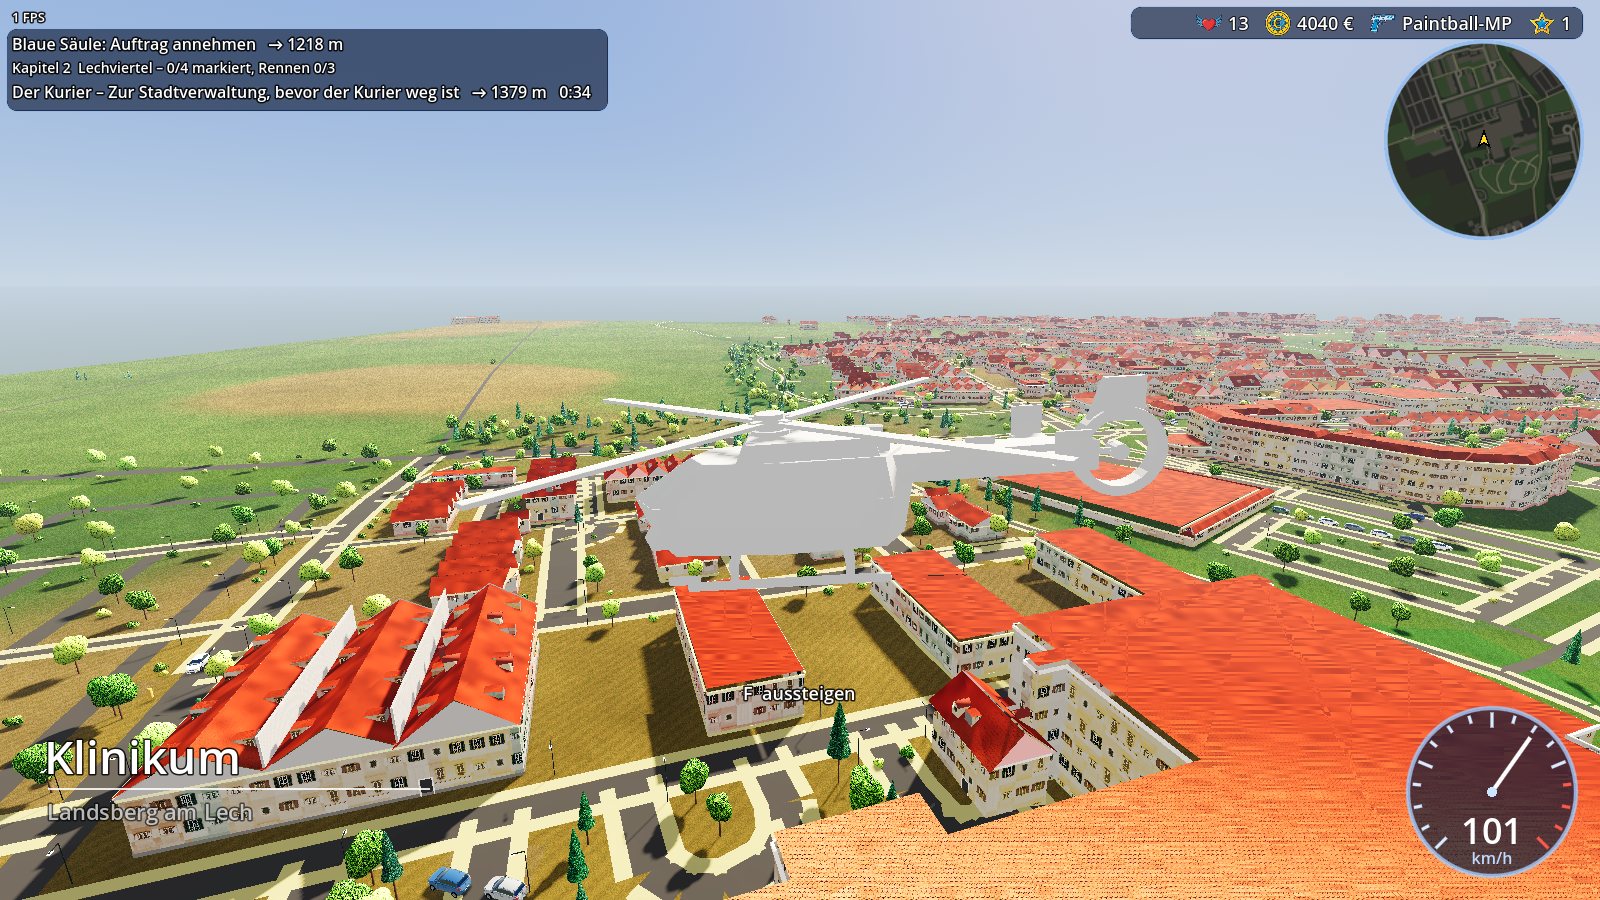 1 FPS
Blaue Säule: Auftrag annehmen → 1218 m
Kapitel 2 Lechviertel – 0/4 markiert, Rennen 0/3
Der Kurier – Zur Stadtverwaltung, bevor der Kurier weg ist → 1379 m 0:34
13 4040 € Paintball-MP 1
F aussteigen
Klinikum
Landsberg am Lech
101
km/h